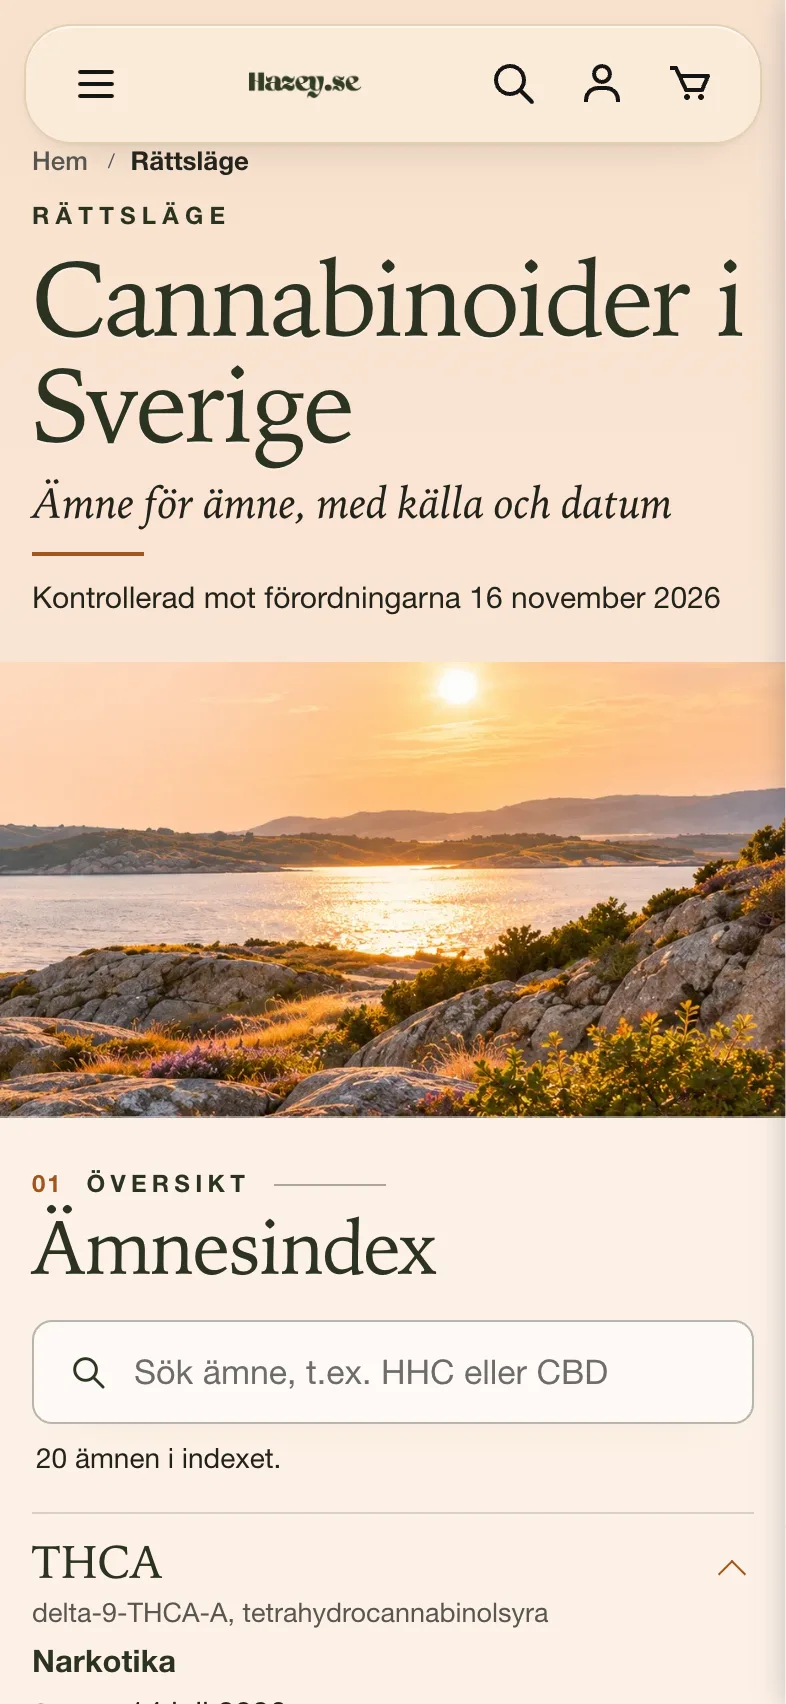 Hazey.se
Hem / Rättsläge
RÄTTSLÄGE
Cannabinoider i
Sverige
Ämne för ämne, med källa och datum
Kontrollerad mot förordningarna 16 november 2026
01 ÖVERSIKT
Ämnesindex
Sök ämne, t.ex. HHC eller CBD
20 ämnen i indexet.
THCA
delta-9-THCA-A, tetrahydrocannabinolsyra
Narkotika